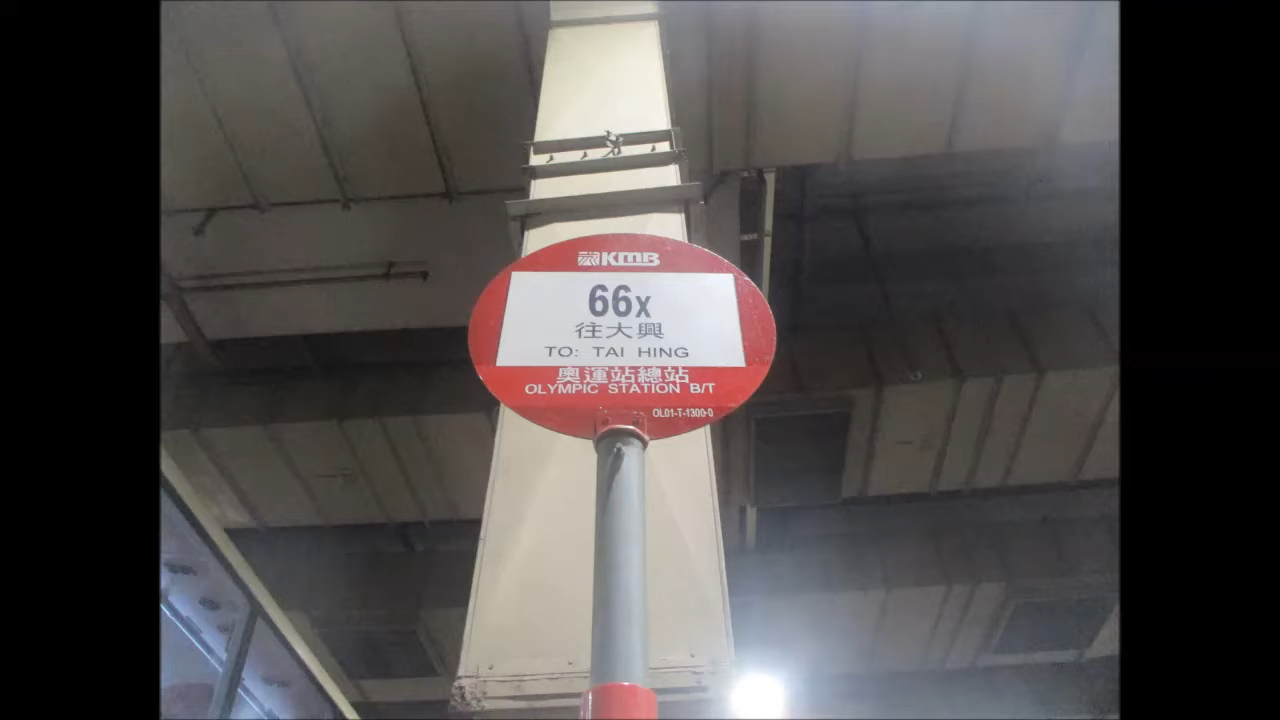 KMB
66x
往大興
TO: TAI HING
奧運站總站
OLYMPIC STATION B/T
OL01-T-1300-0